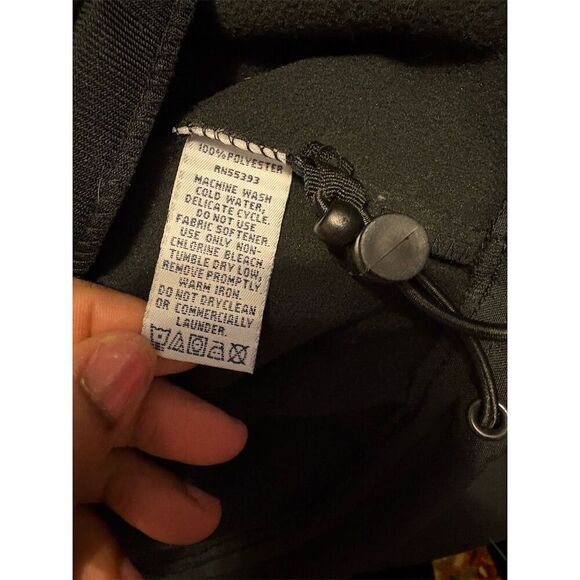 100% POLYESTER
RN55393
MACHINE WASH
COLD WATER,
DELICATE CYCLE
DO NOT USE
FABRIC SOFTENER.
USE ONLY NON-
CHLORINE BLEACH.
TUMBLE DRY LOW,
REMOVE PROMPTLY.
WARM IRON.
DO NOT DRYCLEAN
OR COMMERCIALLY
LAUNDER.